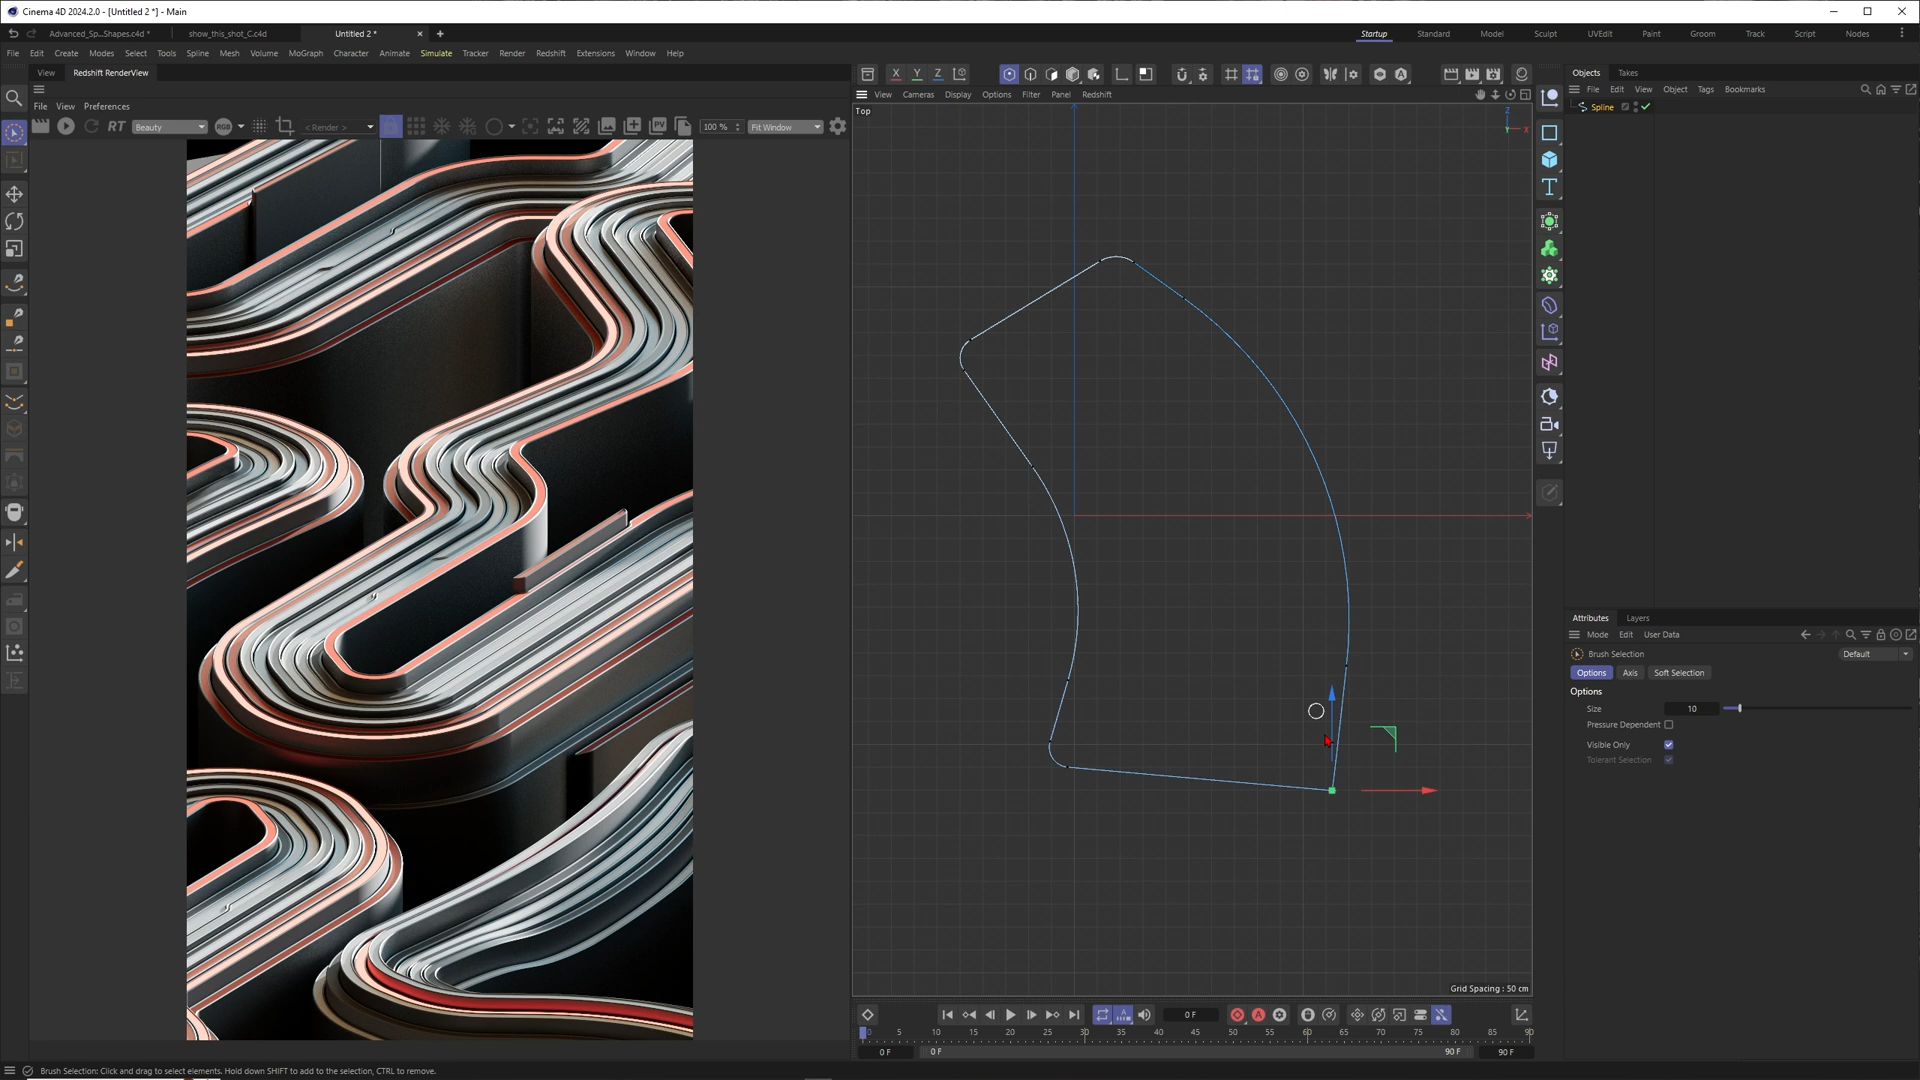 Cinema 4D 2024.2.0 - [Untitled 2 *] - Main
Advanced_Sp...Shapes.c4d *
show_this_shot_C.c4d
Untitled 2 *
Startup
Standard
Model
Sculpt
UVEdit
Paint
Groom
Track
Script
Nodes
File Edit Create Modes Select Tools Spline Mesh Volume MoGraph Character Animate Simulate Tracker Render Redshift Extensions Window Help
View
Redshift RenderView
Objects
Takes
X Y Z
File Edit View Object Tags Bookmarks
View Cameras Display Options Filter Panel Redshift
File View Preferences
Top
Spline
RT
Beauty
RGB
< Render >
PV
100 %
Fit Window
Attributes
Layers
Mode Edit User Data
Brush Selection
Default
Options
Axis
Soft Selection
Options
Size
10
Pressure Dependent
Visible Only
Tolerant Selection
Grid Spacing : 50 cm
0 F
0 5 10 15 20 25 30 35 40 45 50 55 60 65 70 75 80 85 90
0 F
0 F
90 F
90 F
Brush Selection: Click and drag to select elements. Hold down SHIFT to add to the selection, CTRL to remove.